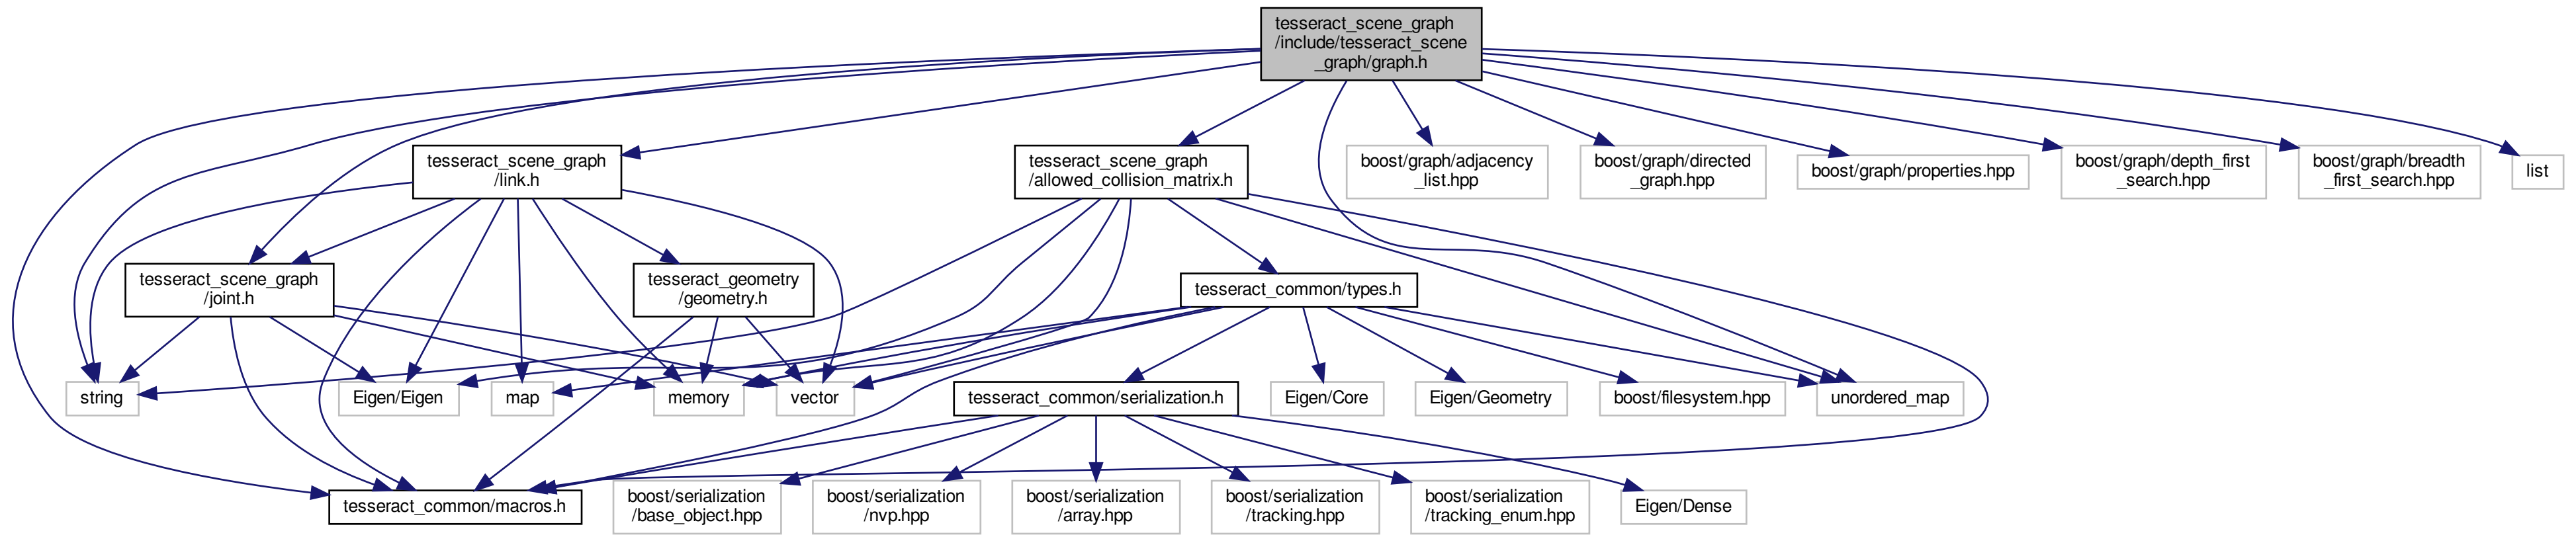 tesseract_scene_graph
/include/tesseract_scene
_graph/graph.h
tesseract_scene_graph
/link.h
tesseract_scene_graph
/allowed_collision_matrix.h
boost/graph/adjacency
_list.hpp
boost/graph/directed
_graph.hpp
boost/graph/properties.hpp
boost/graph/depth_first
_search.hpp
boost/graph/breadth
_first_search.hpp
list
tesseract_scene_graph
/joint.h
tesseract_geometry
/geometry.h
tesseract_common/types.h
string
Eigen/Eigen
map
memory
vector
tesseract_common/serialization.h
Eigen/Core
Eigen/Geometry
boost/filesystem.hpp
unordered_map
tesseract_common/macros.h
boost/serialization
/base_object.hpp
boost/serialization
/nvp.hpp
boost/serialization
/array.hpp
boost/serialization
/tracking.hpp
boost/serialization
/tracking_enum.hpp
Eigen/Dense